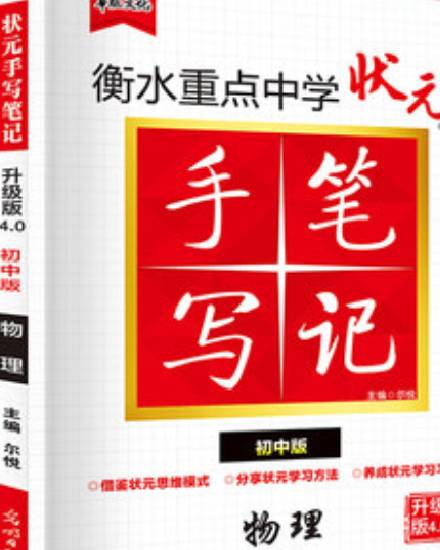 状元手写笔记
升级版
4.0
初中版
物理
主编 尔悦
衡水重点中学状元
手笔
写记
主编◎尔悦
初中版
◎借鉴状元思维模式 ◎分享状元学习方法 ◎养成状元学习
物理
升级
版4.